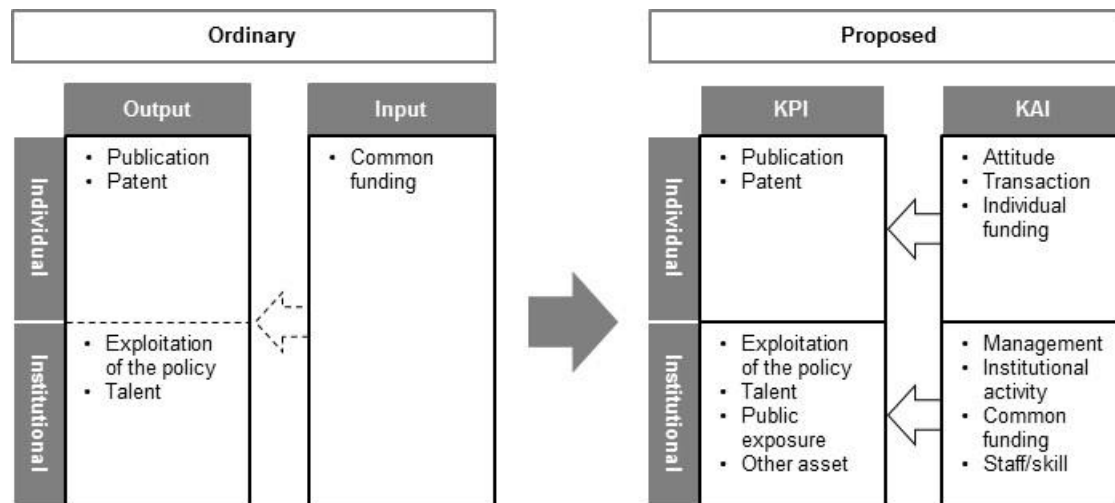 Ordinary
Output
Input
Individual
• Publication
• Patent
• Common
funding
Institutional
• Exploitation
of the policy
• Talent
Proposed
KPI
KAI
Individual
• Publication
• Patent
• Attitude
• Transaction
• Individual
funding
Institutional
• Exploitation
of the policy
• Talent
• Public
exposure
• Other asset
• Management
• Institutional
activity
• Common
funding
• Staff/skill